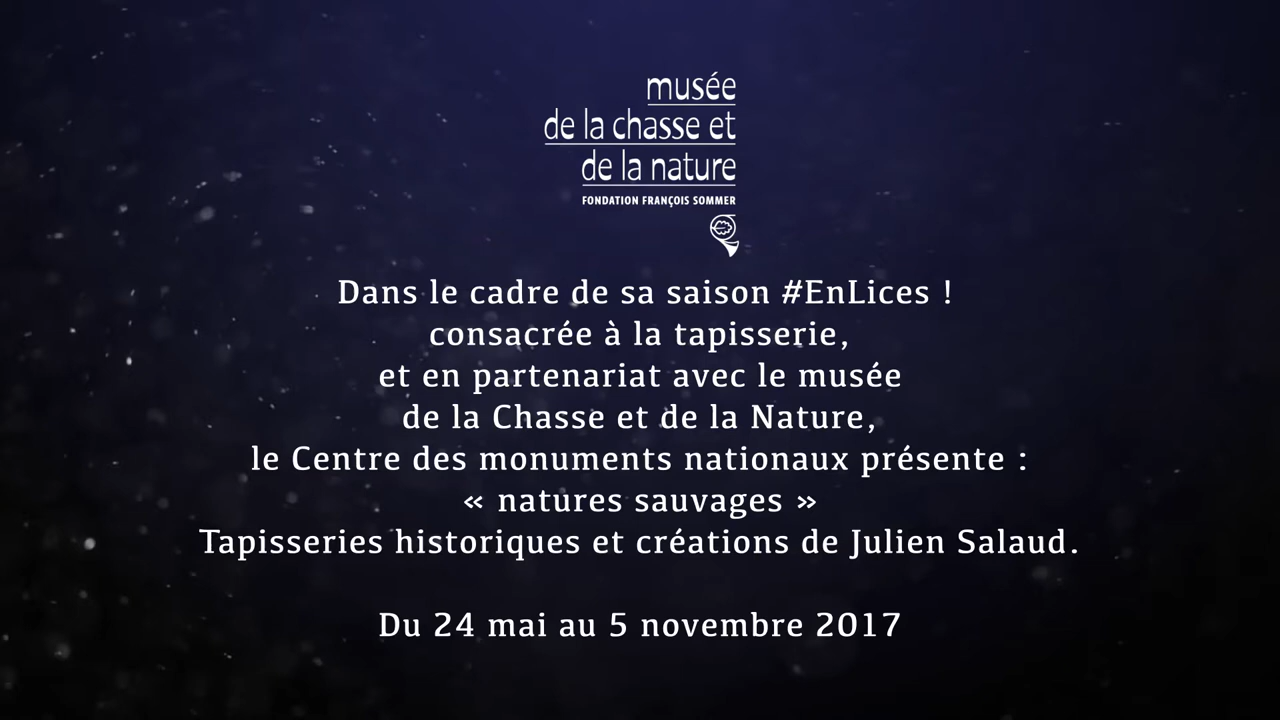 musée
de la chasse et
de la nature
FONDATION FRANÇOIS SOMMER
Dans le cadre de sa saison #EnLices !
consacrée à la tapisserie,
et en partenariat avec le musée
de la Chasse et de la Nature,
le Centre des monuments nationaux présente :
« natures sauvages »
Tapisseries historiques et créations de Julien Salaud.
Du 24 mai au 5 novembre 2017